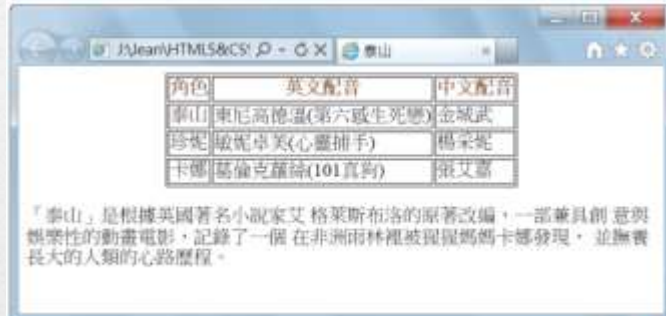 J:\Jean\HTML5&CS!
泰山
角色 英文配音 中文配音
泰山 東尼高德溫(第六感生死戀) 金城武
珍妮 敏妮卓芙(心靈捕手) 楊采妮
卡娜 葛倫克蘿絲(101真狗) 張艾嘉
「泰山」是根據英國著名小說家艾 格萊斯布洛的原著改編,一部兼具創 意與
娛樂性的動畫電影,記錄了一個 在非洲雨林裡被猩猩媽媽卡娜發現, 並撫養
長大的人類的心路歷程。